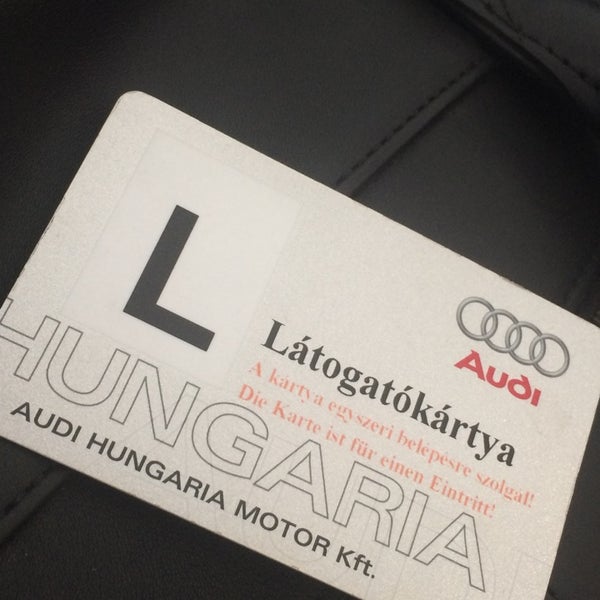 L
Audi
Látogatókártya
A kártya egyszeri belépésre szolgál!
Die Karte ist für einen Eintritt!
HUNGARIA
AUDI HUNGARIA MOTOR Kft.